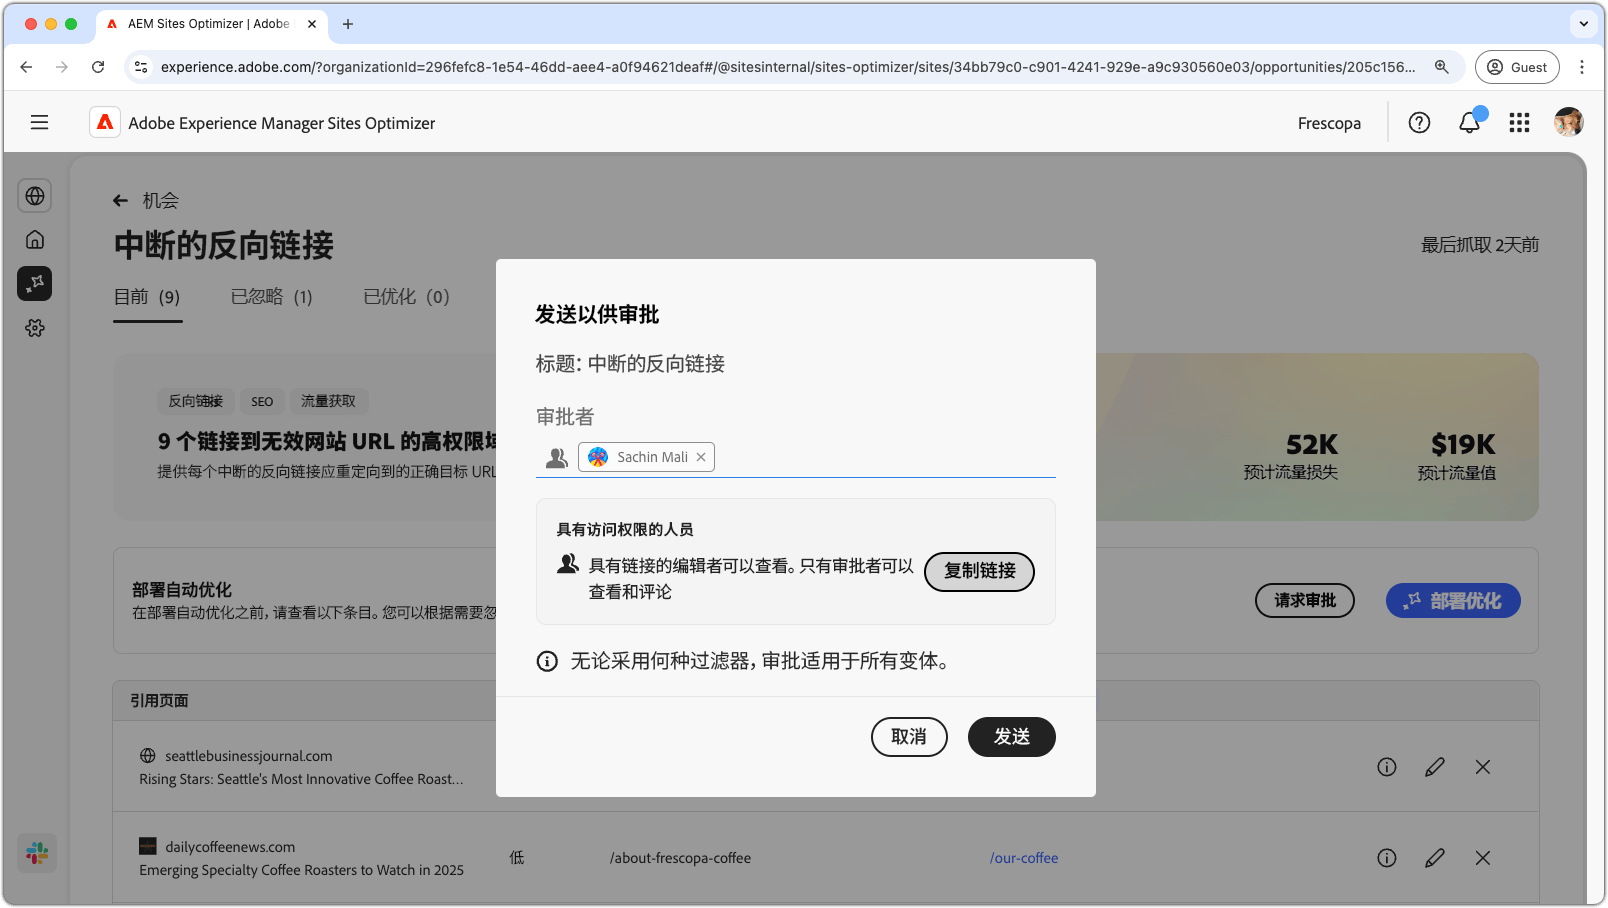 AEM Sites Optimizer | Adobe
experience.adobe.com/?organizationId=296fefc8-1e54-46dd-aee4-a0f94621deaf#/@sitesinternal/sites-optimizer/sites/34bb79c0-c901-4241-929e-a9c930560e03/opportunities/205c156...
Guest
Adobe Experience Manager Sites Optimizer
Frescopa
机会
中断的反向链接
最后抓取 2天前
目前 (9)
已忽略 (1)
已优化 (0)
反向链接
SEO
流量获取
9 个链接到无效网站 URL 的高权限域
提供每个中断的反向链接应重定向到的正确目标 URL
52K
预计流量损失
$19K
预计流量值
部署自动优化
在部署自动优化之前，请查看以下条目。您可以根据需要忽
请求审批
部署优化
引用页面
seattlebusinessjournal.com
Rising Stars: Seattle's Most Innovative Coffee Roast...
dailycoffeenews.com
Emerging Specialty Coffee Roasters to Watch in 2025
低
/about-frescopa-coffee
/our-coffee
发送以供审批
标题：中断的反向链接
审批者
Sachin Mali
具有访问权限的人员
具有链接的编辑者可以查看。只有审批者可以
查看和评论
复制链接
无论采用何种过滤器，审批适用于所有变体。
取消
发送